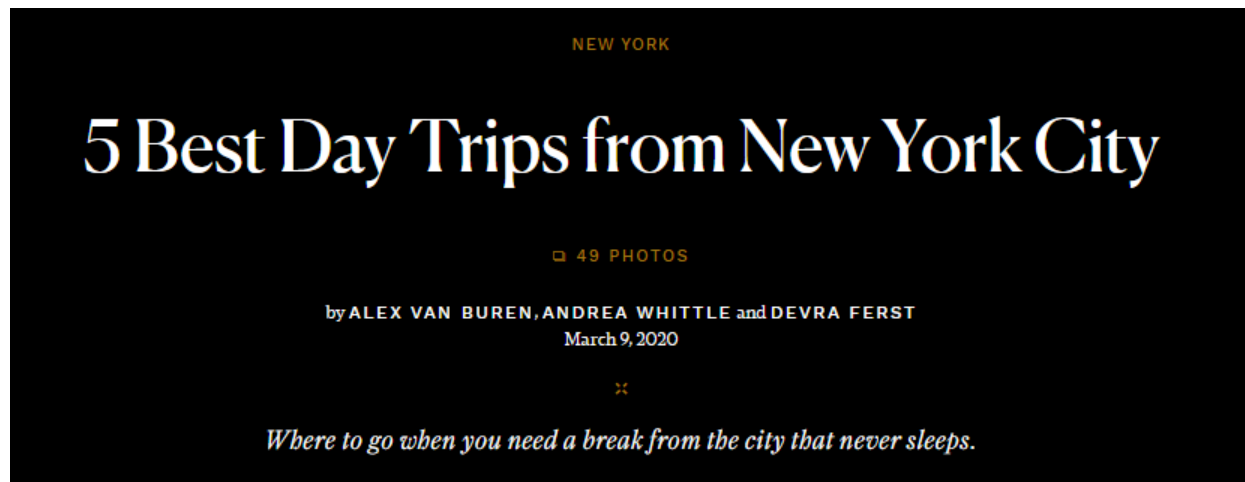 NEW YORK
5 Best Day Trips from New York City
49 PHOTOS
by ALEX VAN BUREN, ANDREA WHITTLE and DEVRA FERST
March 9, 2020
Where to go when you need a break from the city that never sleeps.